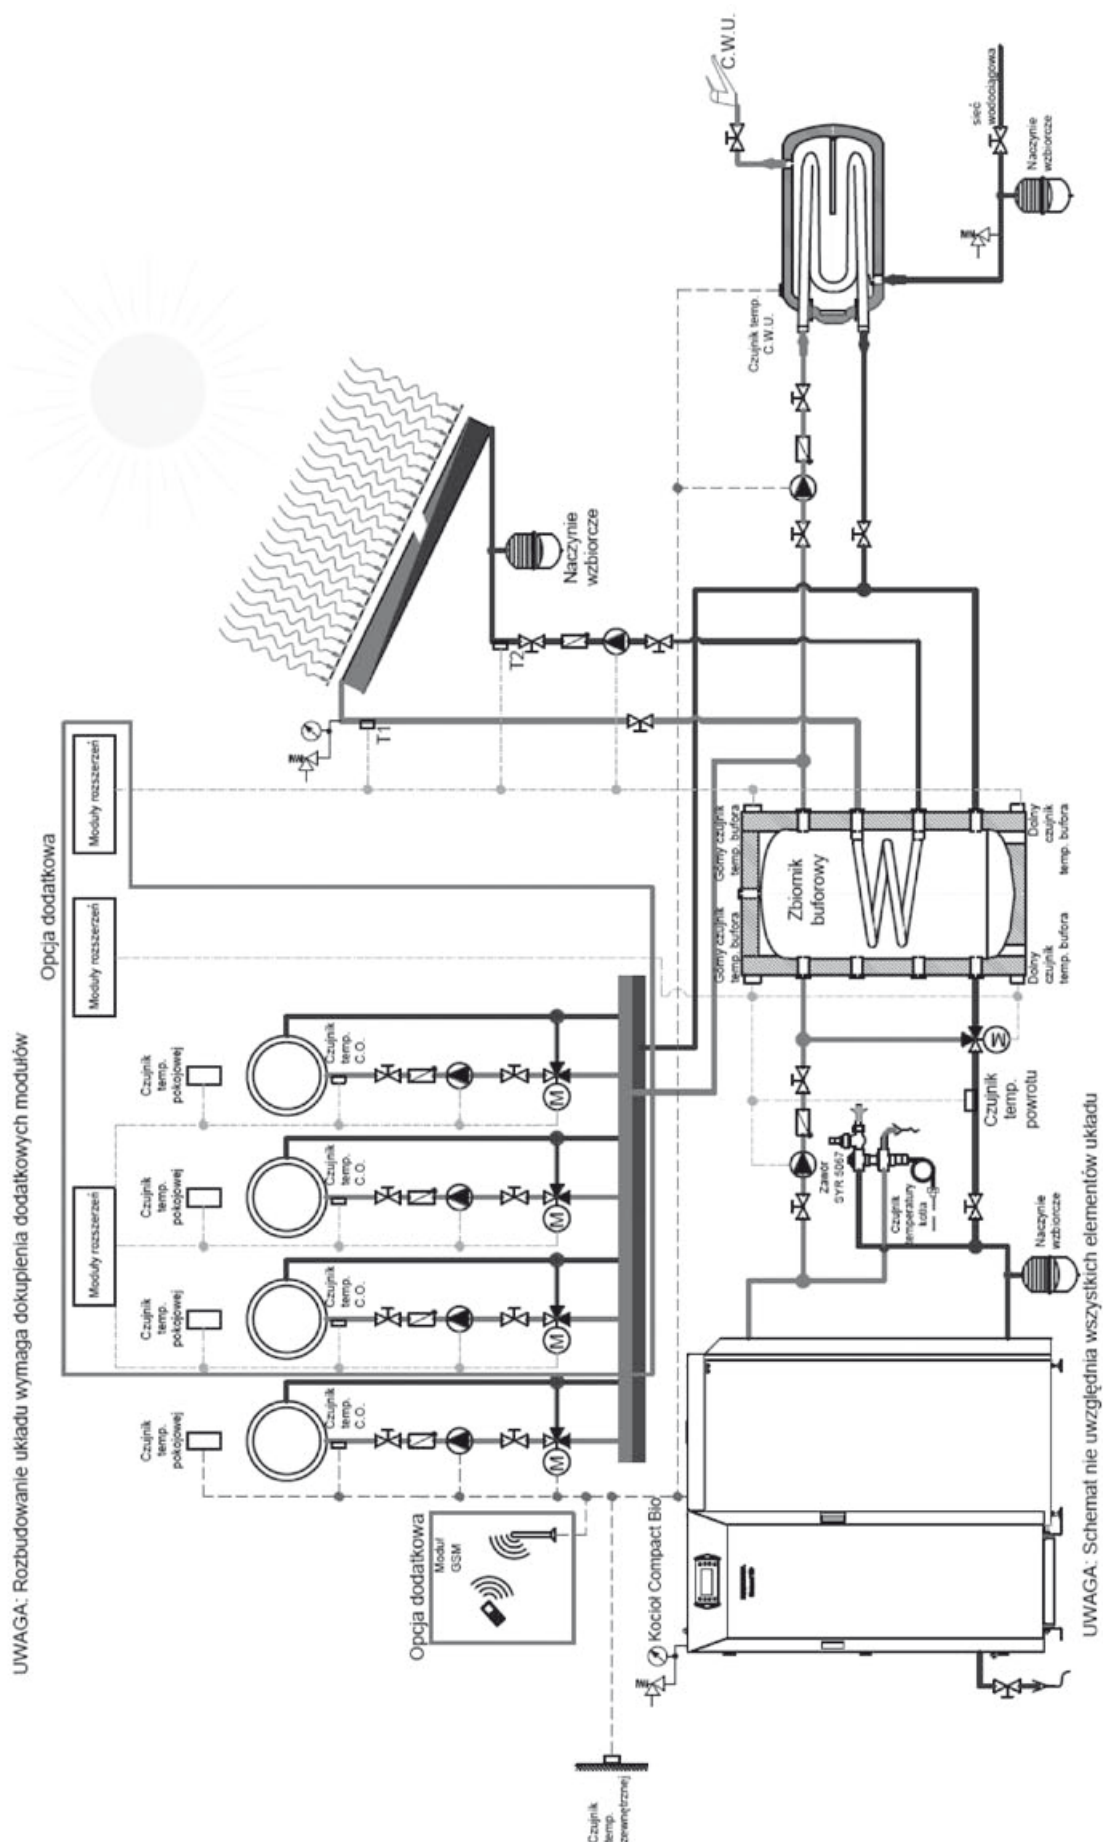 UWAGA: Rozbudowanie układu wymaga dokupienia dodatkowych modułów
Opcja dodatkowa
Moduły rozszerzeń
Moduły rozszerzeń
Moduły rozszerzeń
Czujnik
temp.
pokojowej
Czujnik
temp.
pokojowej
Czujnik
temp.
pokojowej
Czujnik
temp.
pokojowej
Czujnik
temp.
C.O.
Czujnik
temp.
C.O.
Czujnik
temp.
C.O.
Czujnik
temp.
C.O.
M
M
M
M
T1
T2
Naczynie
wzbiorcze
C.W.U.
sieć
wodociągowa
Naczynie
wzbiorcze
Czujnik temp.
C.W.U.
Opcja dodatkowa
Moduł
GSM
Czujnik
temp.
zewnętrznej
Kocioł Compact Bio
Górny czujnik
temp. bufora
Górny czujnik
temp. bufora
Zbiornik
buforowy
Dolny
czujnik
temp. bufora
Dolny
czujnik
temp. bufora
M
Czujnik
temp.
powrotu
Zawór
SYR 5067
Czujnik
temperatury
kotła
Naczynie
wzbiorcze
UWAGA: Schemat nie uwzględnia wszystkich elementów układu